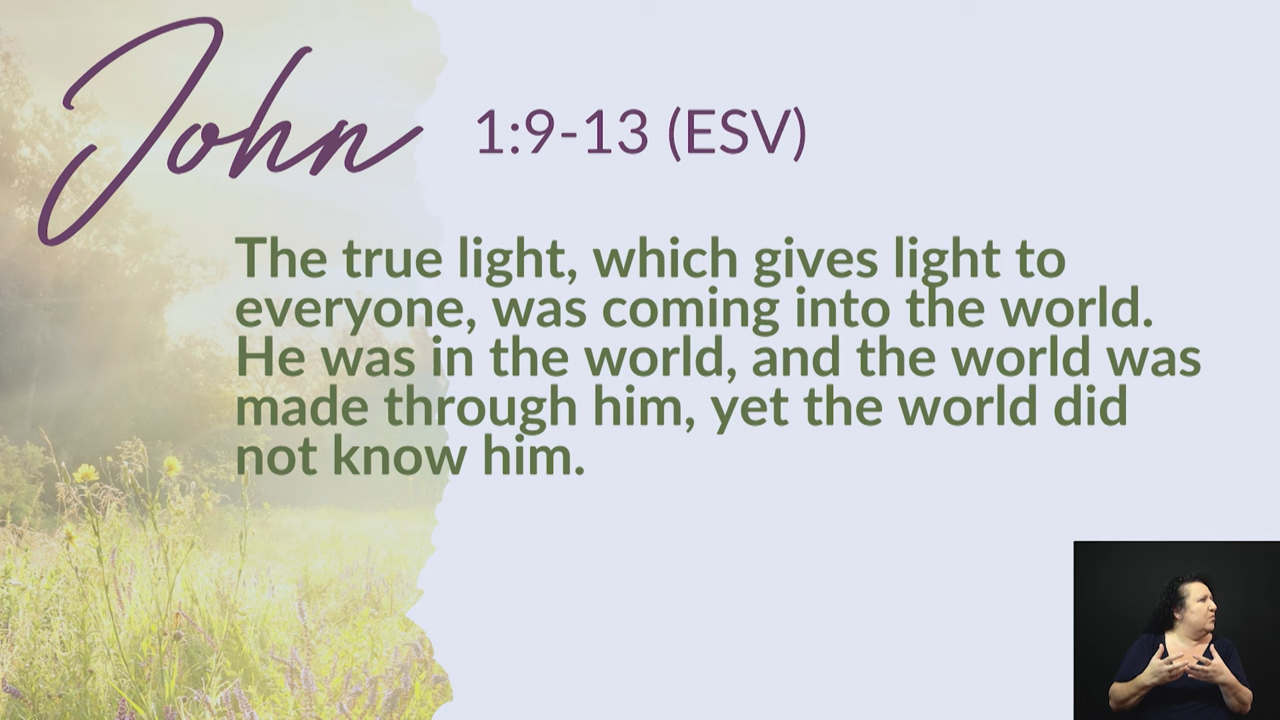 John 1:9-13 (ESV)
The true light, which gives light to
everyone, was coming into the world.
He was in the world, and the world was
made through him, yet the world did
not know him.